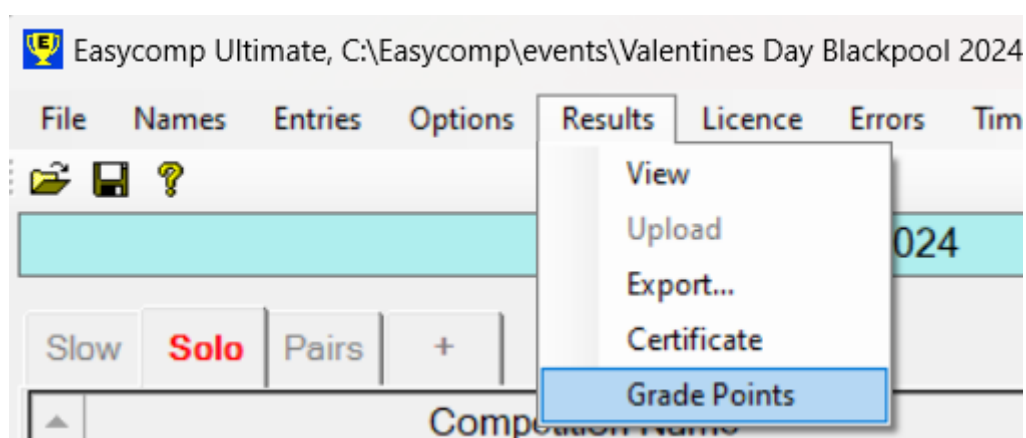 Easycomp Ultimate, C:\Easycomp\events\Valentines Day Blackpool 2024
File Names Entries Options Results Licence Errors Tim
View
Upload
024
Export...
Slow Solo Pairs +
Certificate
Grade Points